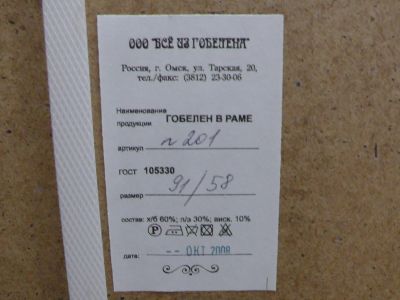 ООО "ВСЁ ИЗ ГОБЕЛЕНА"
Россия, г. Омск, ул. Тарская, 20,
тел./факс: (3812) 23-30-06
Наименование
продукции ГОБЕЛЕН В РАМЕ
артикул п 201
ГОСТ 105330
размер 91/58
состав: х/б 60%; п/э 30%; виск. 10%
P
дата: -- ОКТ 2008